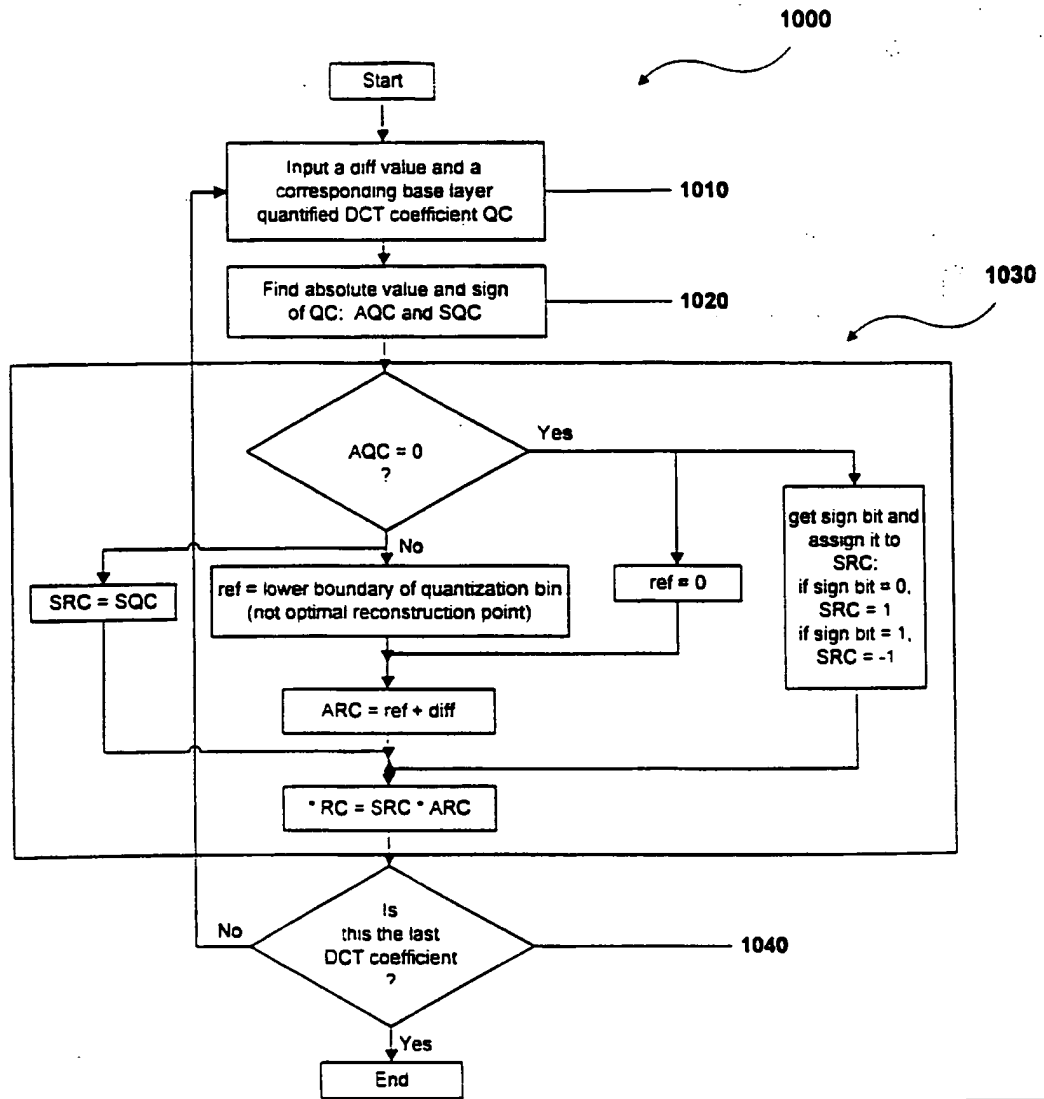 1000
Start
Input a diff value and a
corresponding base layer
quantified DCT coefficient QC
1010
Find absolute value and sign
of QC: AQC and SQC
1020
1030
AQC = 0
?
Yes
No
SRC = SQC
ref = lower boundary of quantization bin
(not optimal reconstruction point)
ref = 0
get sign bit and
assign it to
SRC:
if sign bit = 0,
SRC = 1
if sign bit = 1,
SRC = -1
ARC = ref + diff
* RC = SRC * ARC
Is
this the last
DCT coefficient
?
No
1040
Yes
End